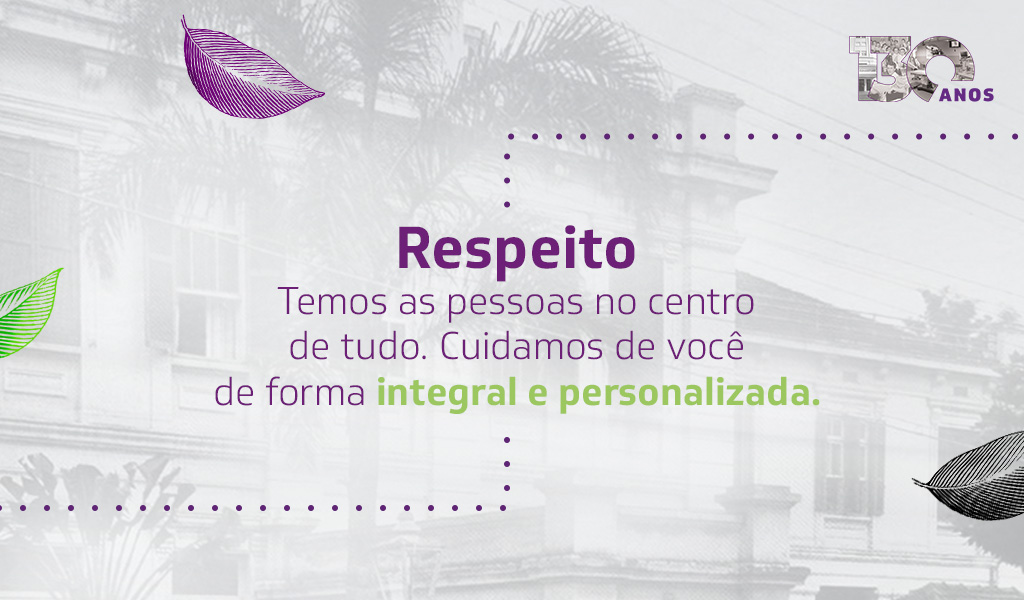 130
ANOS
Respeito
Temos as pessoas no centro
de tudo. Cuidamos de você
de forma integral e personalizada.